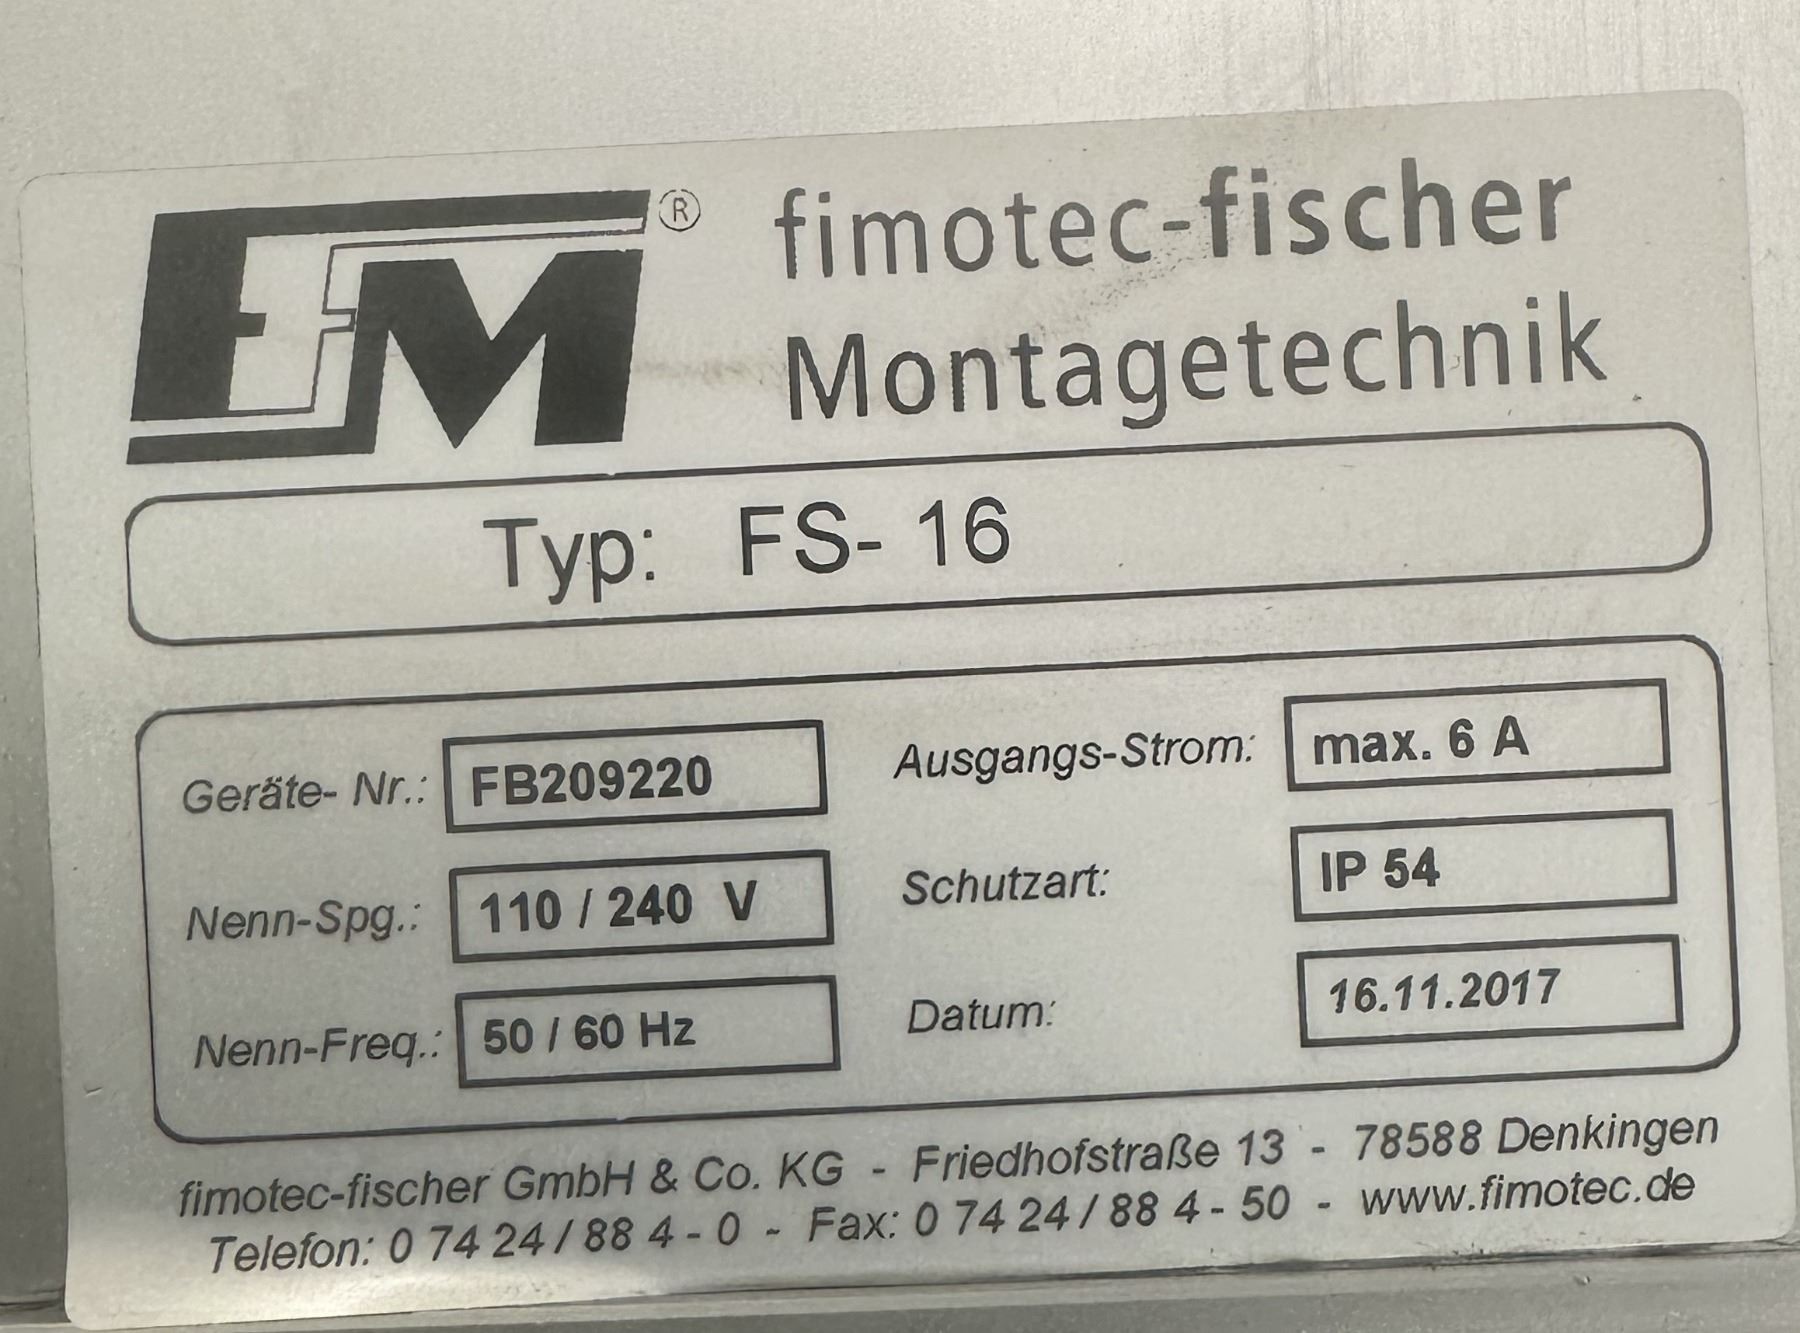 FM®
fimotec-fischer
Montagetechnik
Typ: FS- 16
Geräte- Nr.: FB209220
Ausgangs-Strom: max. 6 A
Nenn-Spg.: 110 / 240 V
Schutzart: IP 54
Nenn-Freq.: 50 / 60 Hz
Datum: 16.11.2017
fimotec-fischer GmbH & Co. KG - Friedhofstraße 13 - 78588 Denkingen
Telefon: 0 74 24 / 88 4 - 0 - Fax: 0 74 24 / 88 4 - 50 - www.fimotec.de